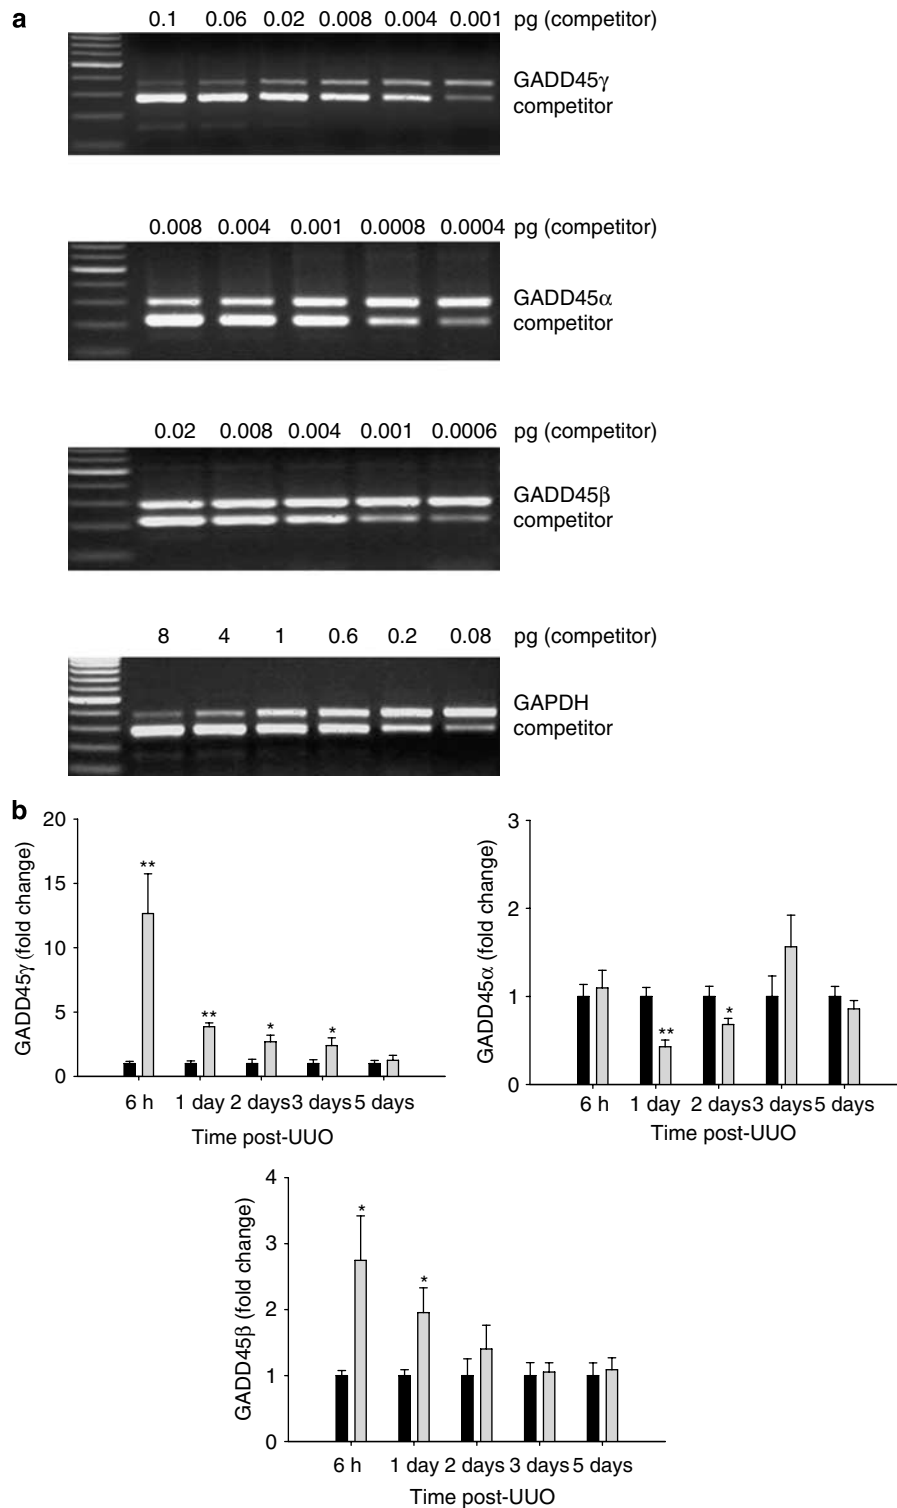 a
0.1 0.06 0.02 0.008 0.004 0.001 pg (competitor)
GADD45γ
competitor
0.008 0.004 0.001 0.0008 0.0004 pg (competitor)
GADD45α
competitor
0.02 0.008 0.004 0.001 0.0006 pg (competitor)
GADD45β
competitor
8 4 1 0.6 0.2 0.08 pg (competitor)
GAPDH
competitor
b
GADD45γ (fold change)
20
15
10
5
0
** ** * *
6 h 1 day 2 days 3 days 5 days
Time post-UUO
GADD45α (fold change)
3
2
1
0
** *
6 h 1 day 2 days 3 days 5 days
Time post-UUO
GADD45β (fold change)
4
3
2
1
0
* *
6 h 1 day 2 days 3 days 5 days
Time post-UUO